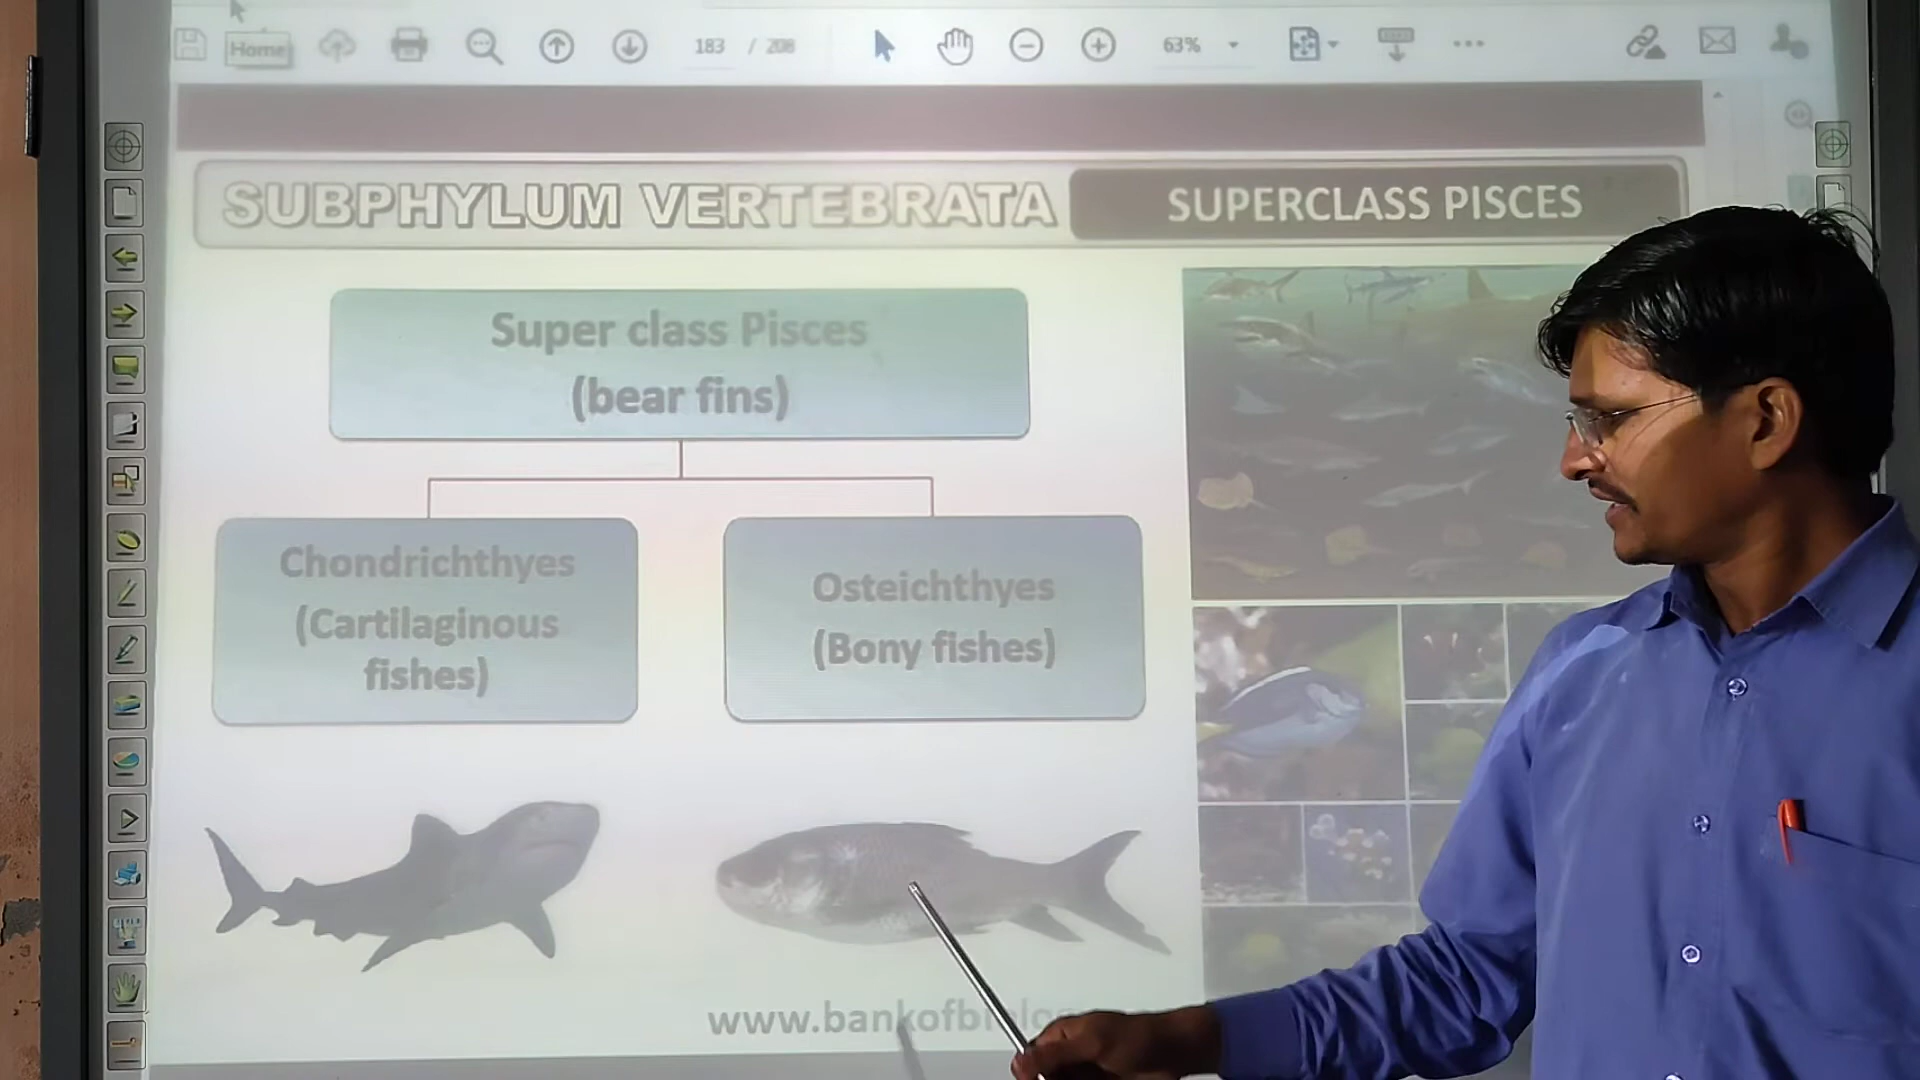 Home
183 / 208
63%
SUBPHYLUM VERTEBRATA
SUPERCLASS PISCES
Super class Pisces
(bear fins)
Chondrichthyes
(Cartilaginous
fishes)
Osteichthyes
(Bony fishes)